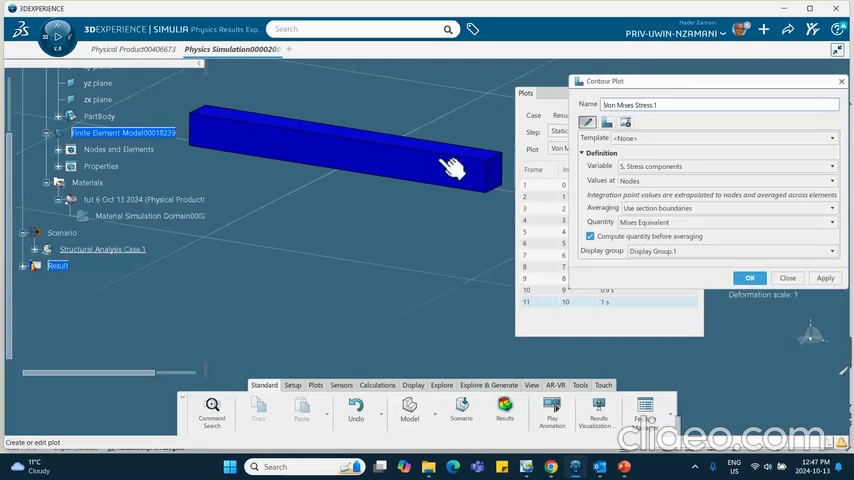 3DEXPERIENCE
3DEXPERIENCE | SIMULIA Physics Results Exp...
Search
Nader Zamani
PRIV-UWIN-NZAMANI
3D
V.R
Physical Product00406673
Physics Simulation0000200
yz plane
zx plane
PartBody
Finite Element Model00018239
Nodes and Elements
Properties
Materials
tut 6 Oct 13 2024 (Physical Product0
Material Simulation Domain0002
Scenario
Structural Analysis Case.1
Result
Plots
Case
Resu
Step
Static
Plot
Von M
Frame
In
1 0
2 1
3 2
4 3
5 4
6 5
7 6
8 7
9 8
10 9 0.9 s
11 10 1 s
Contour Plot
Name Von Mises Stress.1
Template <None>
Definition
Variable S, Stress components
Values at Nodes
Integration point values are extrapolated to nodes and averaged across elements
Averaging Use section boundaries
Quantity Mises Equivalent
Compute quantity before averaging
Display group Display Group.1
OK Close Apply
Deformation scale: 1
Standard Setup Plots Sensors Calculations Display Explore Explore & Generate View AR-VR Tools Touch
Command Search
Copy
Paste
Undo
Model
Scenario
Results
Play Animation
Results Visualization ...
Feature Manager
Create or edit plot
clideo.com
11°C
Cloudy
Search
ENG
US
12:47 PM
2024-10-13